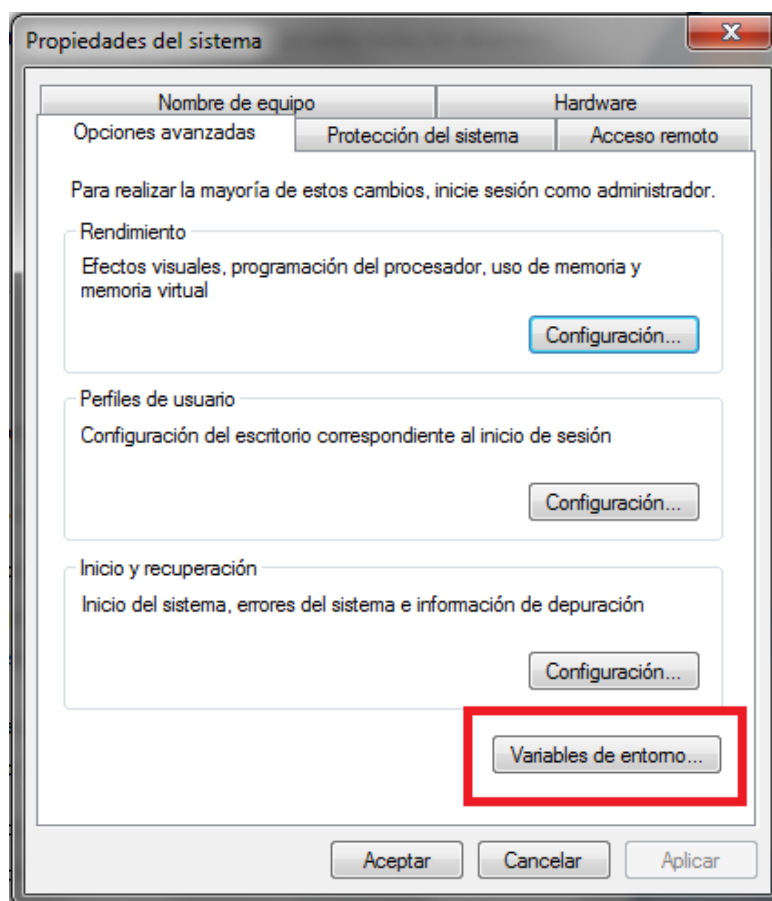 Propiedades del sistema
Nombre de equipo
Hardware
Opciones avanzadas
Protección del sistema
Acceso remoto
Para realizar la mayoría de estos cambios, inicie sesión como administrador.
Rendimiento
Efectos visuales, programación del procesador, uso de memoria y
memoria virtual
Configuración...
Perfiles de usuario
Configuración del escritorio correspondiente al inicio de sesión
Configuración...
Inicio y recuperación
Inicio del sistema, errores del sistema e información de depuración
Configuración...
Variables de entorno...
Aceptar
Cancelar
Aplicar